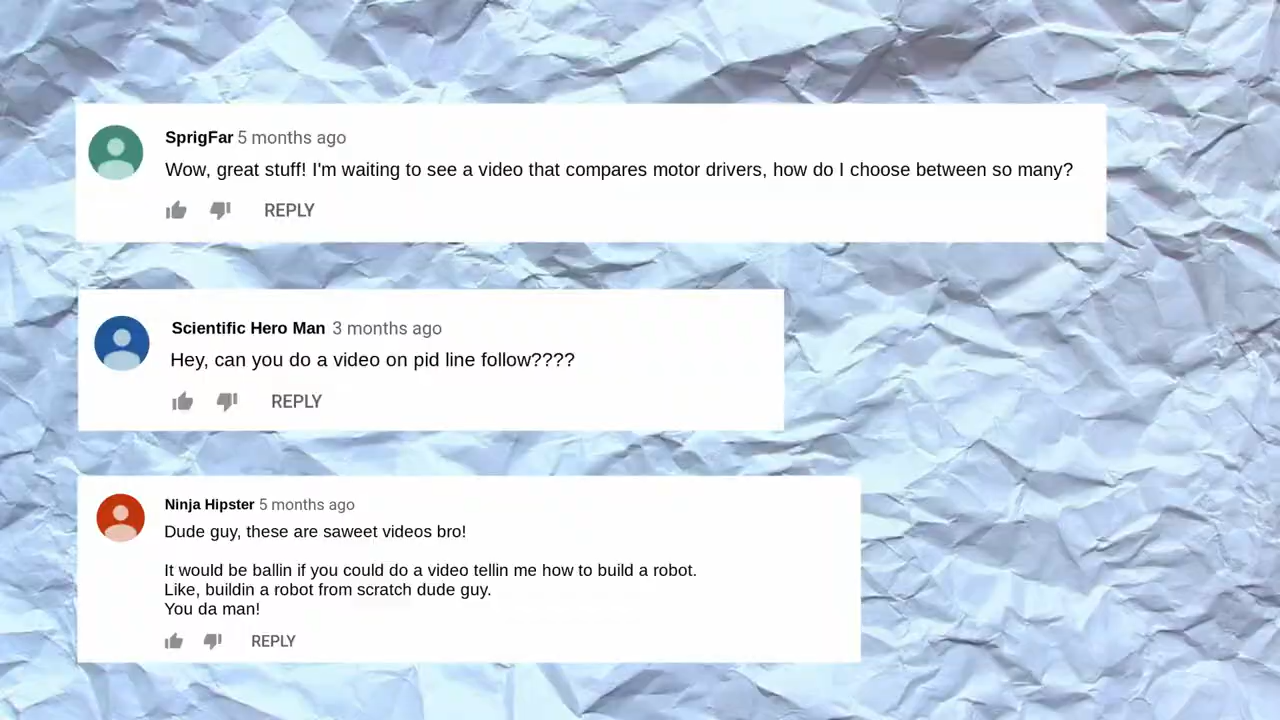 SprigFar 5 months ago
Wow, great stuff! I'm waiting to see a video that compares motor drivers, how do I choose between so many?
REPLY
Scientific Hero Man 3 months ago
Hey, can you do a video on pid line follow????
REPLY
Ninja Hipster 5 months ago
Dude guy, these are saweet videos bro!
It would be ballin if you could do a video tellin me how to build a robot.
Like, buildin a robot from scratch dude guy.
You da man!
REPLY